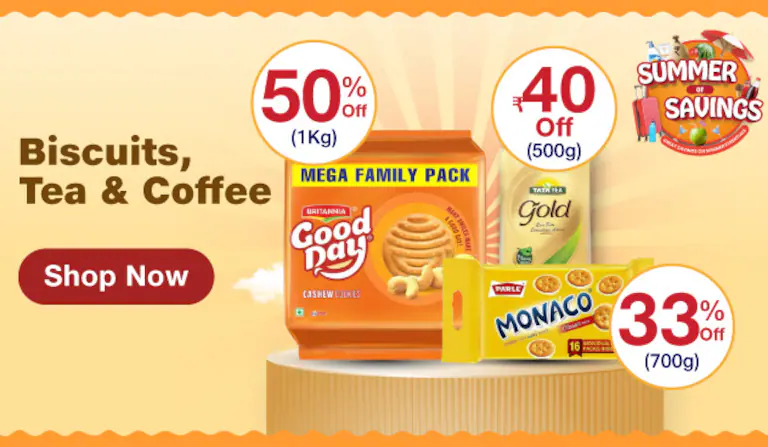 Biscuits,
Tea & Coffee
Shop Now
50% Off
(1Kg)
₹40
Off
(500g)
SUMMER
OF
SAVINGS
MEGA FAMILY PACK
BRITANNIA
Good
Day
CASHEW COOKIES
TATA TEA
Gold
PARLE
MONACO
16
33% Off
(700g)